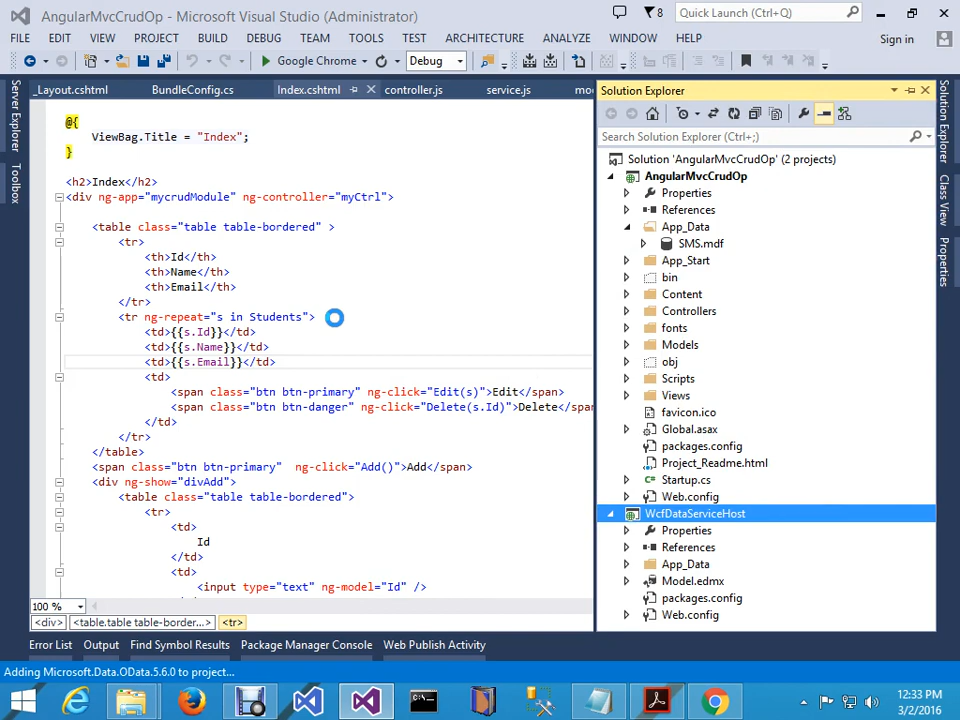 AngularMvcCrudOp - Microsoft Visual Studio (Administrator)
8
Quick Launch (Ctrl+;)
FILE EDIT VIEW PROJECT BUILD DEBUG TEAM TOOLS TEST ARCHITECTURE ANALYZE WINDOW HELP
Sign in
Google Chrome
Debug
Server Explorer
Toolbox
_Layout.cshtml BundleConfig.cs Index.cshtml controller.js service.js
@{
ViewBag.Title = "Index";
}
<h2>Index</h2>
<div ng-app="mycrudModule" ng-controller="myCtrl">
<table class="table table-bordered" >
<tr>
<th>Id</th>
<th>Name</th>
<th>Email</th>
</tr>
<tr ng-repeat="s in Students">
<td>{{s.Id}}</td>
<td>{{s.Name}}</td>
<td>{{s.Email}}</td>
<td>
<span class="btn btn-primary" ng-click="Edit(s)">Edit</span>
<span class="btn btn-danger" ng-click="Delete(s.Id)">Delete</span
</td>
</tr>
</table>
<span class="btn btn-primary"  ng-click="Add()">Add</span>
<div ng-show="divAdd">
<table class="table table-bordered">
<tr>
<td>
Id
</td>
<td>
<input type="text" ng-model="Id" />
100 %
<div> <table.table table-border...> <tr>
Solution Explorer
Search Solution Explorer (Ctrl+;)
Solution 'AngularMvcCrudOp' (2 projects)
AngularMvcCrudOp
Properties
References
App_Data
SMS.mdf
App_Start
bin
Content
Controllers
fonts
Models
obj
Scripts
Views
favicon.ico
Global.asax
packages.config
Project_Readme.html
Startup.cs
Web.config
WcfDataServiceHost
Properties
References
App_Data
Model.edmx
packages.config
Web.config
Solution Explorer
Class View
Properties
Error List Output Find Symbol Results Package Manager Console Web Publish Activity
Adding Microsoft.Data.OData.5.6.0 to project...
12:33 PM
3/2/2016